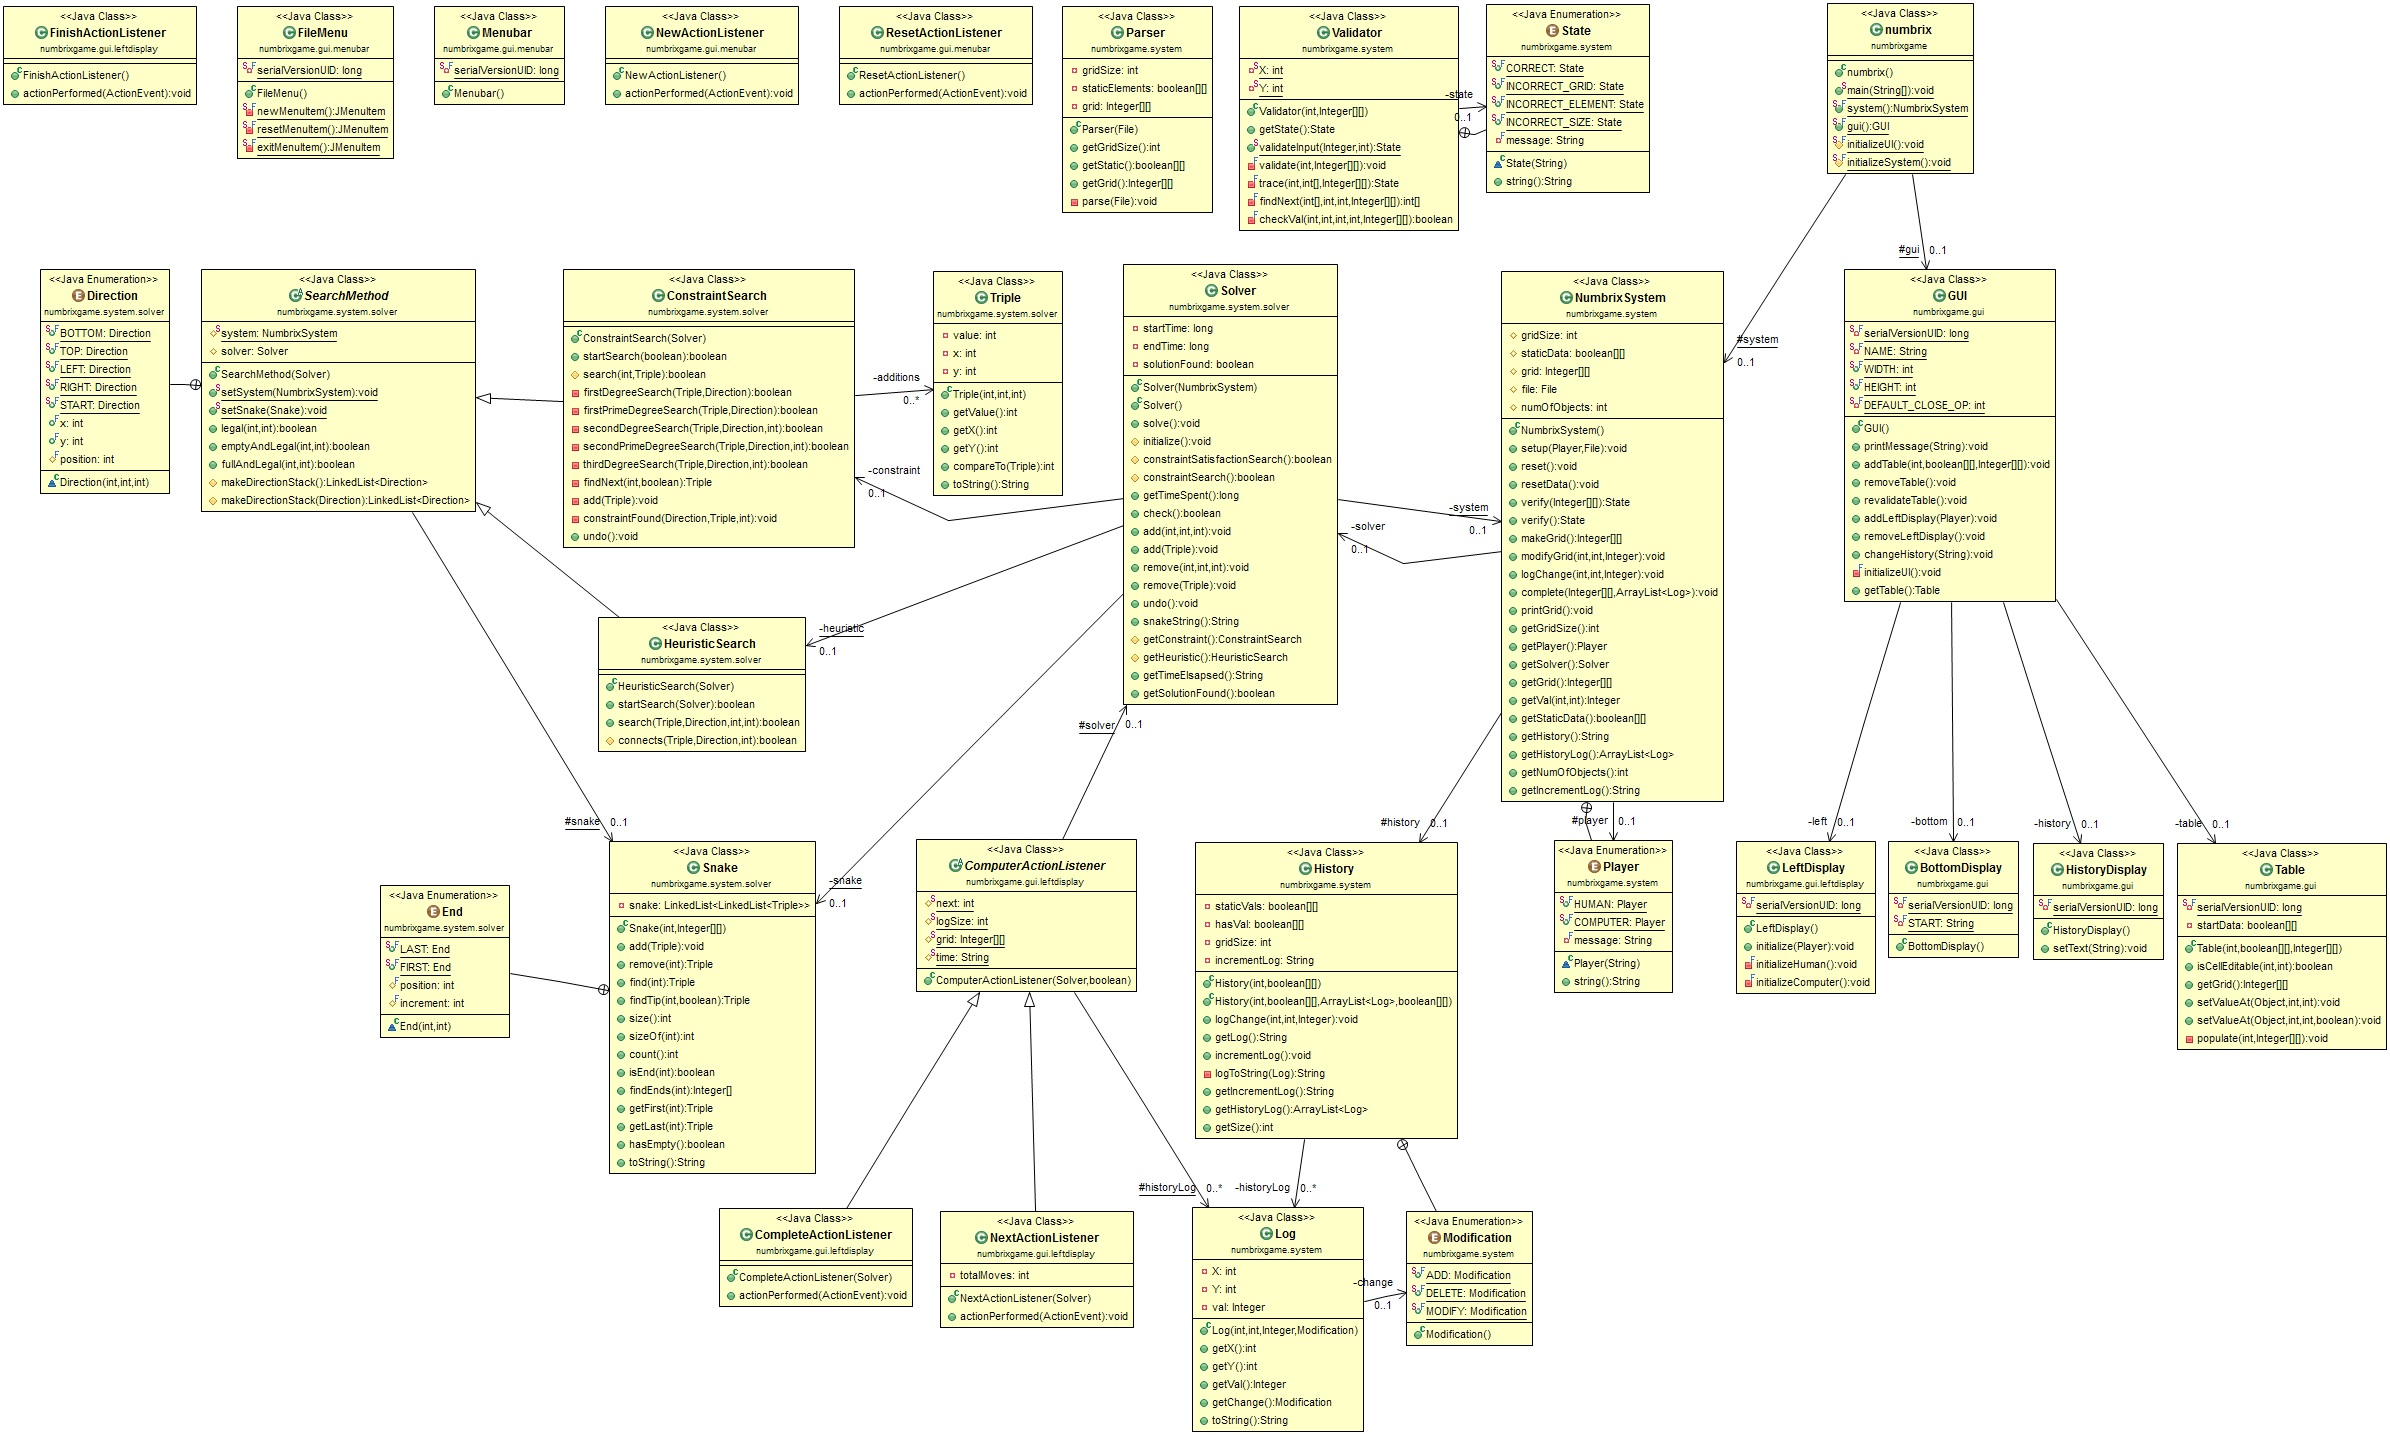 <<Java Class>>
FinishActionListener
numbrixgame.gui.leftdisplay
FinishActionListener()
actionPerformed(ActionEvent):void
<<Java Class>>
FileMenu
numbrixgame.gui.menubar
serialVersionUID: long
FileMenu()
newMenuItem():JMenuItem
resetMenuItem():JMenuItem
exitMenuItem():JMenuItem
<<Java Class>>
Menubar
numbrixgame.gui.menubar
serialVersionUID: long
Menubar()
<<Java Class>>
NewActionListener
numbrixgame.gui.menubar
NewActionListener()
actionPerformed(ActionEvent):void
<<Java Class>>
ResetActionListener
numbrixgame.gui.menubar
ResetActionListener()
actionPerformed(ActionEvent):void
<<Java Class>>
Parser
numbrixgame.system
gridSize: int
staticElements: boolean[][]
grid: Integer[][]
Parser(File)
getGridSize():int
getStatic():boolean[][]
getGrid():Integer[][]
parse(File):void
<<Java Class>>
Validator
numbrixgame.system
X: int
Y: int
Validator(int,Integer[][])
getState():State
validateInput(Integer,int):State
validate(int,Integer[][]):void
trace(int,int[],Integer[][]):State
findNext(int[],int,int,Integer[][]):int[]
checkVal(int,int,int,int,Integer[][]):boolean
-state
0..1
<<Java Enumeration>>
State
numbrixgame.system
CORRECT: State
INCORRECT_GRID: State
INCORRECT_ELEMENT: State
INCORRECT_SIZE: State
message: String
State(String)
string():String
<<Java Class>>
numbrix
numbrixgame
numbrix()
main(String[]):void
system():NumbrixSystem
gui():GUI
initializeUI():void
initializeSystem():void
#gui
0..1
#system
0..1
<<Java Enumeration>>
Direction
numbrixgame.system.solver
BOTTOM: Direction
TOP: Direction
LEFT: Direction
RIGHT: Direction
START: Direction
x: int
y: int
position: int
Direction(int,int,int)
<<Java Class>>
SearchMethod
numbrixgame.system.solver
system: NumbrixSystem
solver: Solver
SearchMethod(Solver)
setSystem(NumbrixSystem):void
setSnake(Snake):void
legal(int,int):boolean
emptyAndLegal(int,int):boolean
fullAndLegal(int,int):boolean
makeDirectionStack():LinkedList<Direction>
makeDirectionStack(Direction):LinkedList<Direction>
<<Java Class>>
ConstraintSearch
numbrixgame.system.solver
ConstraintSearch(Solver)
startSearch(boolean):boolean
search(int,Triple):boolean
firstDegreeSearch(Triple,Direction):boolean
firstPrimeDegreeSearch(Triple,Direction):boolean
secondDegreeSearch(Triple,Direction,int):boolean
secondPrimeDegreeSearch(Triple,Direction,int):boolean
thirdDegreeSearch(Triple,Direction,int):boolean
findNext(int,boolean):Triple
add(Triple):void
constraintFound(Direction,Triple,int):void
undo():void
-additions
0..*
-constraint
0..1
<<Java Class>>
Triple
numbrixgame.system.solver
value: int
x: int
y: int
Triple(int,int,int)
getValue():int
getX():int
getY():int
compareTo(Triple):int
toString():String
<<Java Class>>
Solver
numbrixgame.system.solver
startTime: long
endTime: long
solutionFound: boolean
Solver(NumbrixSystem)
Solver()
solve():void
initialize():void
constraintSatisfactionSearch():boolean
constraintSearch():boolean
getTimeSpent():long
check():boolean
add(int,int,int):void
add(Triple):void
remove(int,int,int):void
remove(Triple):void
undo():void
snakeString():String
getConstraint():ConstraintSearch
getHeuristic():HeuristicSearch
getTimeElsapsed():String
getSolutionFound():boolean
-system
0..1
-solver
0..1
<<Java Class>>
NumbrixSystem
numbrixgame.system
gridSize: int
staticData: boolean[][]
grid: Integer[][]
file: File
numOfObjects: int
NumbrixSystem()
setup(Player,File):void
reset():void
resetData():void
verify(Integer[][]):State
verify():State
makeGrid():Integer[][]
modifyGrid(int,int,Integer):void
logChange(int,int,Integer):void
complete(Integer[][],ArrayList<Log>):void
printGrid():void
getGridSize():int
getPlayer():Player
getSolver():Solver
getGrid():Integer[][]
getVal(int,int):Integer
getStaticData():boolean[][]
getHistory():String
getHistoryLog():ArrayList<Log>
getNumOfObjects():int
getIncrementLog():String
<<Java Class>>
GUI
numbrixgame.gui
serialVersionUID: long
NAME: String
WIDTH: int
HEIGHT: int
DEFAULT_CLOSE_OP: int
GUI()
printMessage(String):void
addTable(int,boolean[][],Integer[][]):void
removeTable():void
revalidateTable():void
addLeftDisplay(Player):void
removeLeftDisplay():void
changeHistory(String):void
initializeUI():void
getTable():Table
<<Java Class>>
HeuristicSearch
numbrixgame.system.solver
HeuristicSearch(Solver)
startSearch(Solver):boolean
search(Triple,Direction,int,int):boolean
connects(Triple,Direction,int):boolean
-heuristic
0..1
#solver
0..1
#snake
0..1
-snake
0..1
#history
0..1
#player
0..1
-left
0..1
-bottom
0..1
-history
0..1
-table
0..1
<<Java Enumeration>>
End
numbrixgame.system.solver
LAST: End
FIRST: End
position: int
increment: int
End(int,int)
<<Java Class>>
Snake
numbrixgame.system.solver
snake: LinkedList<LinkedList<Triple>>
Snake(int,Integer[][])
add(Triple):void
remove(int):Triple
find(int):Triple
findTip(int,boolean):Triple
size():int
sizeOf(int):int
count():int
isEnd(int):boolean
findEnds(int):Integer[]
getFirst(int):Triple
getLast(int):Triple
hasEmpty():boolean
toString():String
<<Java Class>>
ComputerActionListener
numbrixgame.gui.leftdisplay
next: int
logSize: int
grid: Integer[][]
time: String
ComputerActionListener(Solver,boolean)
<<Java Class>>
History
numbrixgame.system
staticVals: boolean[][]
hasVal: boolean[][]
gridSize: int
incrementLog: String
History(int,boolean[][])
History(int,boolean[][],ArrayList<Log>,boolean[][])
logChange(int,int,Integer):void
getLog():String
incrementLog():void
logToString(Log):String
getIncrementLog():String
getHistoryLog():ArrayList<Log>
getSize():int
<<Java Enumeration>>
Player
numbrixgame.system
HUMAN: Player
COMPUTER: Player
message: String
Player(String)
string():String
<<Java Class>>
LeftDisplay
numbrixgame.gui.leftdisplay
serialVersionUID: long
LeftDisplay()
initialize(Player):void
initializeHuman():void
initializeComputer():void
<<Java Class>>
BottomDisplay
numbrixgame.gui
serialVersionUID: long
START: String
BottomDisplay()
<<Java Class>>
HistoryDisplay
numbrixgame.gui
serialVersionUID: long
HistoryDisplay()
setText(String):void
<<Java Class>>
Table
numbrixgame.gui
serialVersionUID: long
startData: boolean[][]
Table(int,boolean[][],Integer[][])
isCellEditable(int,int):boolean
getGrid():Integer[][]
setValueAt(Object,int,int):void
setValueAt(Object,int,int,boolean):void
populate(int,Integer[][]):void
#historyLog
0..*
-historyLog
0..*
<<Java Class>>
CompleteActionListener
numbrixgame.gui.leftdisplay
CompleteActionListener(Solver)
actionPerformed(ActionEvent):void
<<Java Class>>
NextActionListener
numbrixgame.gui.leftdisplay
totalMoves: int
NextActionListener(Solver)
actionPerformed(ActionEvent):void
<<Java Class>>
Log
numbrixgame.system
X: int
Y: int
val: Integer
Log(int,int,Integer,Modification)
getX():int
getY():int
getVal():Integer
getChange():Modification
toString():String
-change
0..1
<<Java Enumeration>>
Modification
numbrixgame.system
ADD: Modification
DELETE: Modification
MODIFY: Modification
Modification()